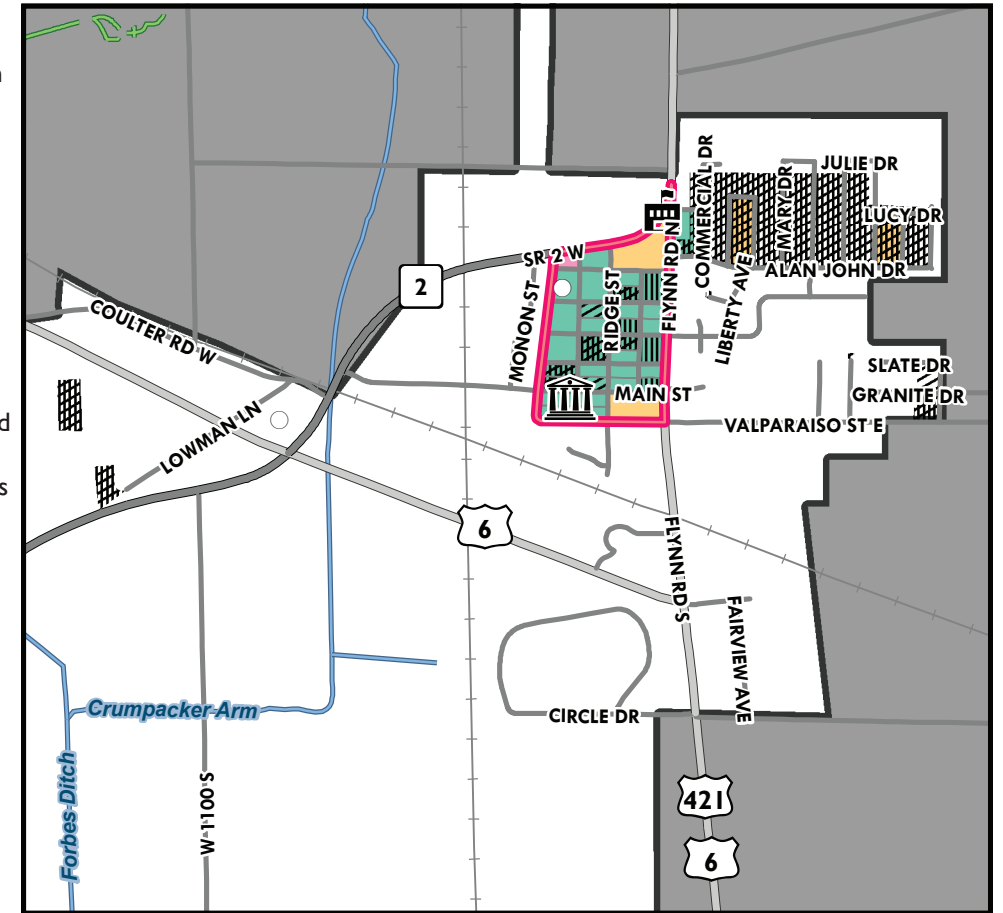 COMMERCIAL DR
JULIE DR
MARY DR
LUCY DR
ALAN JOHN DR
SR 2 W
FLYNN RD N
2
MONON ST
RIDGE ST
LIBERTY AVE
COULTER RD W
SLATE DR
GRANITE DR
MAIN ST
VALPARAISO ST E
LOWMAN LN
6
FLYNN RD S
FAIRVIEW AVE
CIRCLE DR
Crumpacker Arm
Forbes Ditch
W 1100 S
421
6
d
s